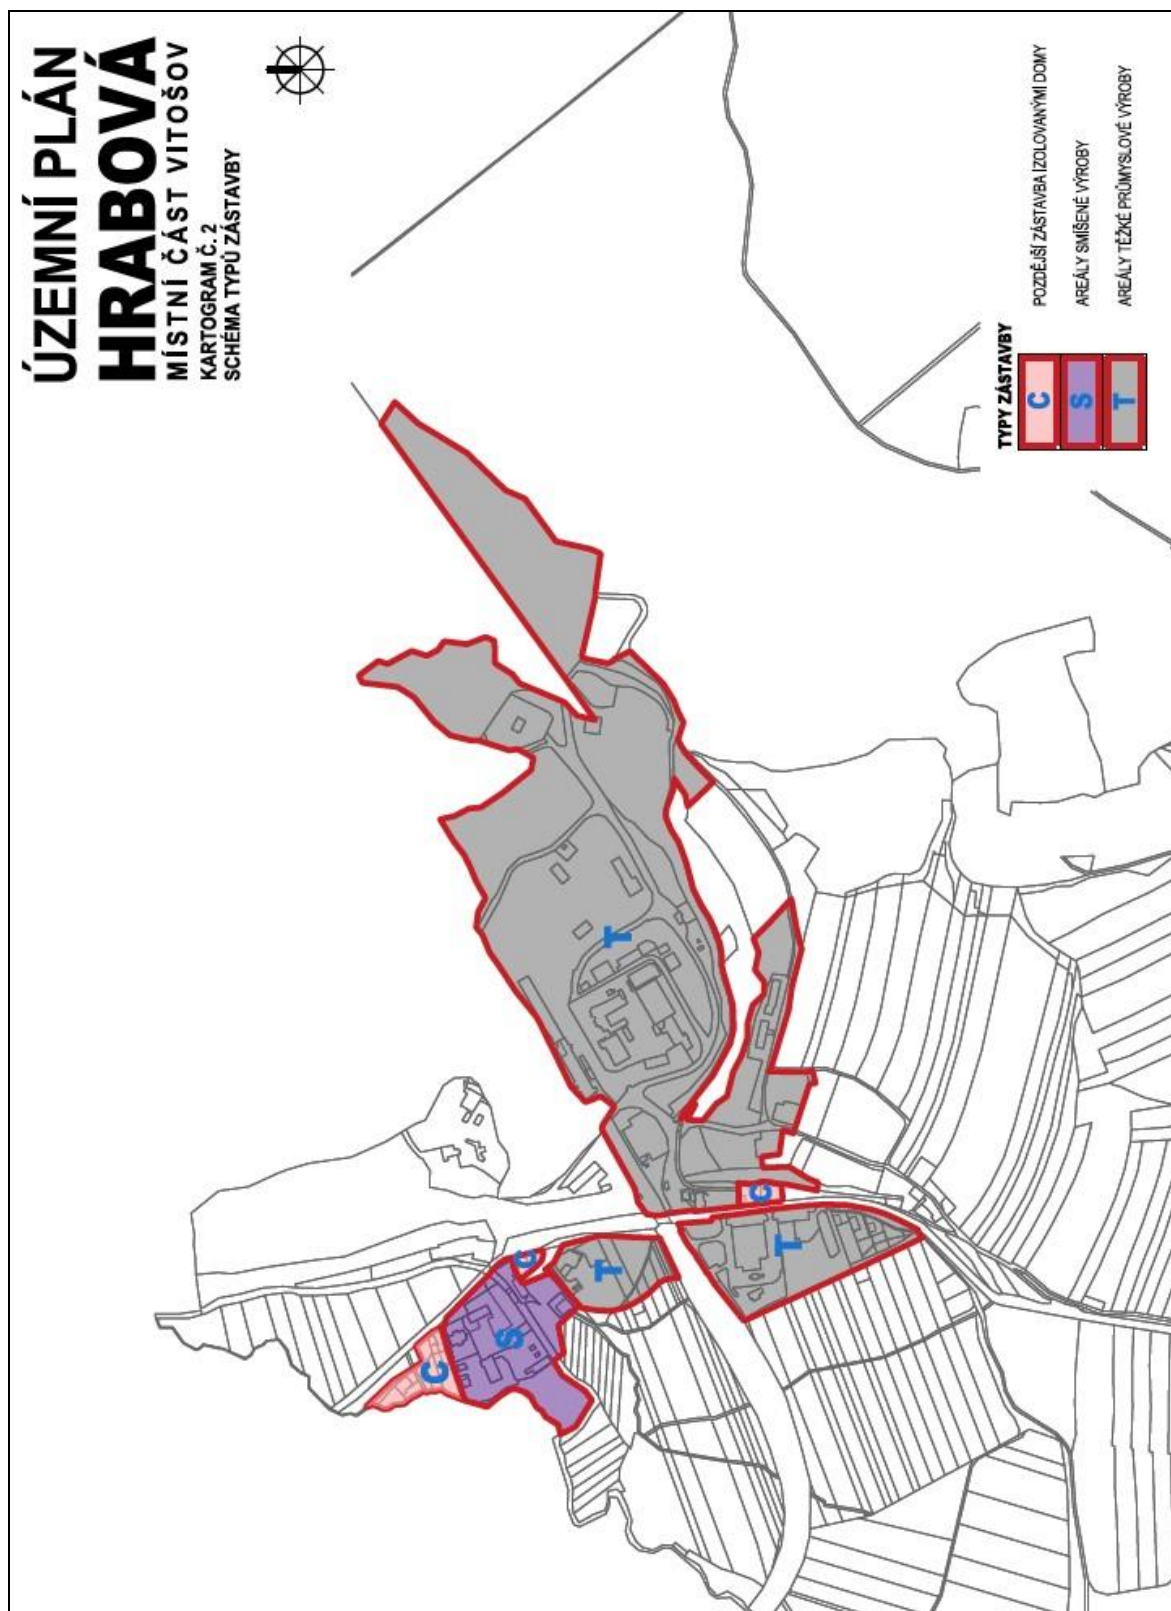 ÚZEMNÍ PLÁN
HRABOVÁ
MÍSTNÍ ČÁST VITOŠOV
KARTOGRAM Č. 2
SCHÉMA TYPŮ ZÁSTAVBY
C
S
C
T
T
C
T
TYPY ZÁSTAVBY
C POZDĚJŠÍ ZÁSTAVBA IZOLOVANÝMI DOMY
S AREÁLY SMÍŠENÉ VÝROBY
T AREÁLY TĚŽKÉ PRŮMYSLOVÉ VÝROBY